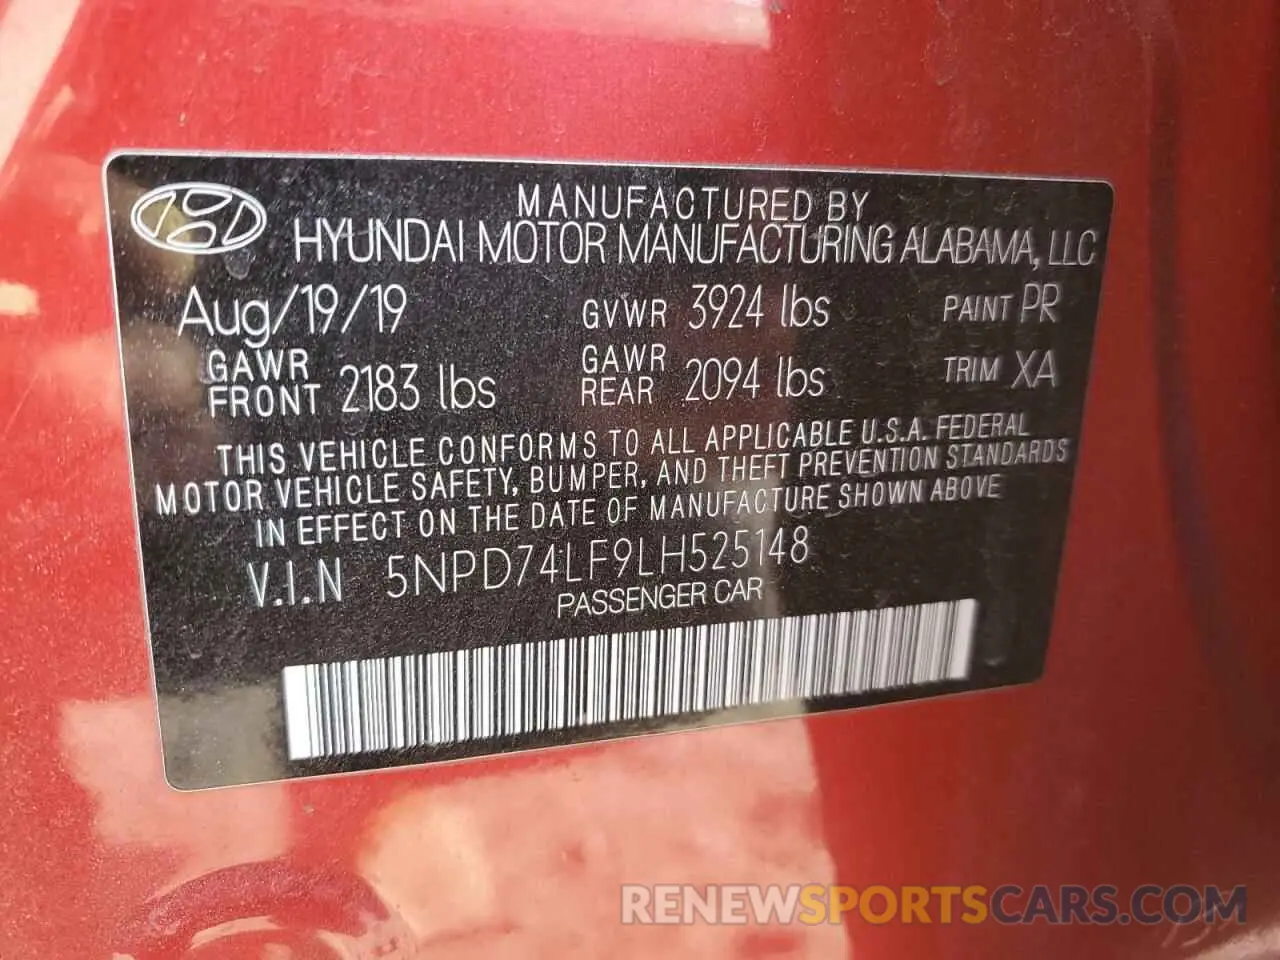 MANUFACTURED BY
HYUNDAI MOTOR MANUFACTURING ALABAMA, LLC
Aug/19/19 GVWR 3924 lbs PAINT PR
GAWR FRONT 2183 lbs GAWR REAR 2094 lbs TRIM XA
THIS VEHICLE CONFORMS TO ALL APPLICABLE U.S.A. FEDERAL
MOTOR VEHICLE SAFETY, BUMPER, AND THEFT PREVENTION STANDARDS
IN EFFECT ON THE DATE OF MANUFACTURE SHOWN ABOVE
V.I.N 5NPD74LF9LH525148
PASSENGER CAR
RENEWSPORTSCARS.COM